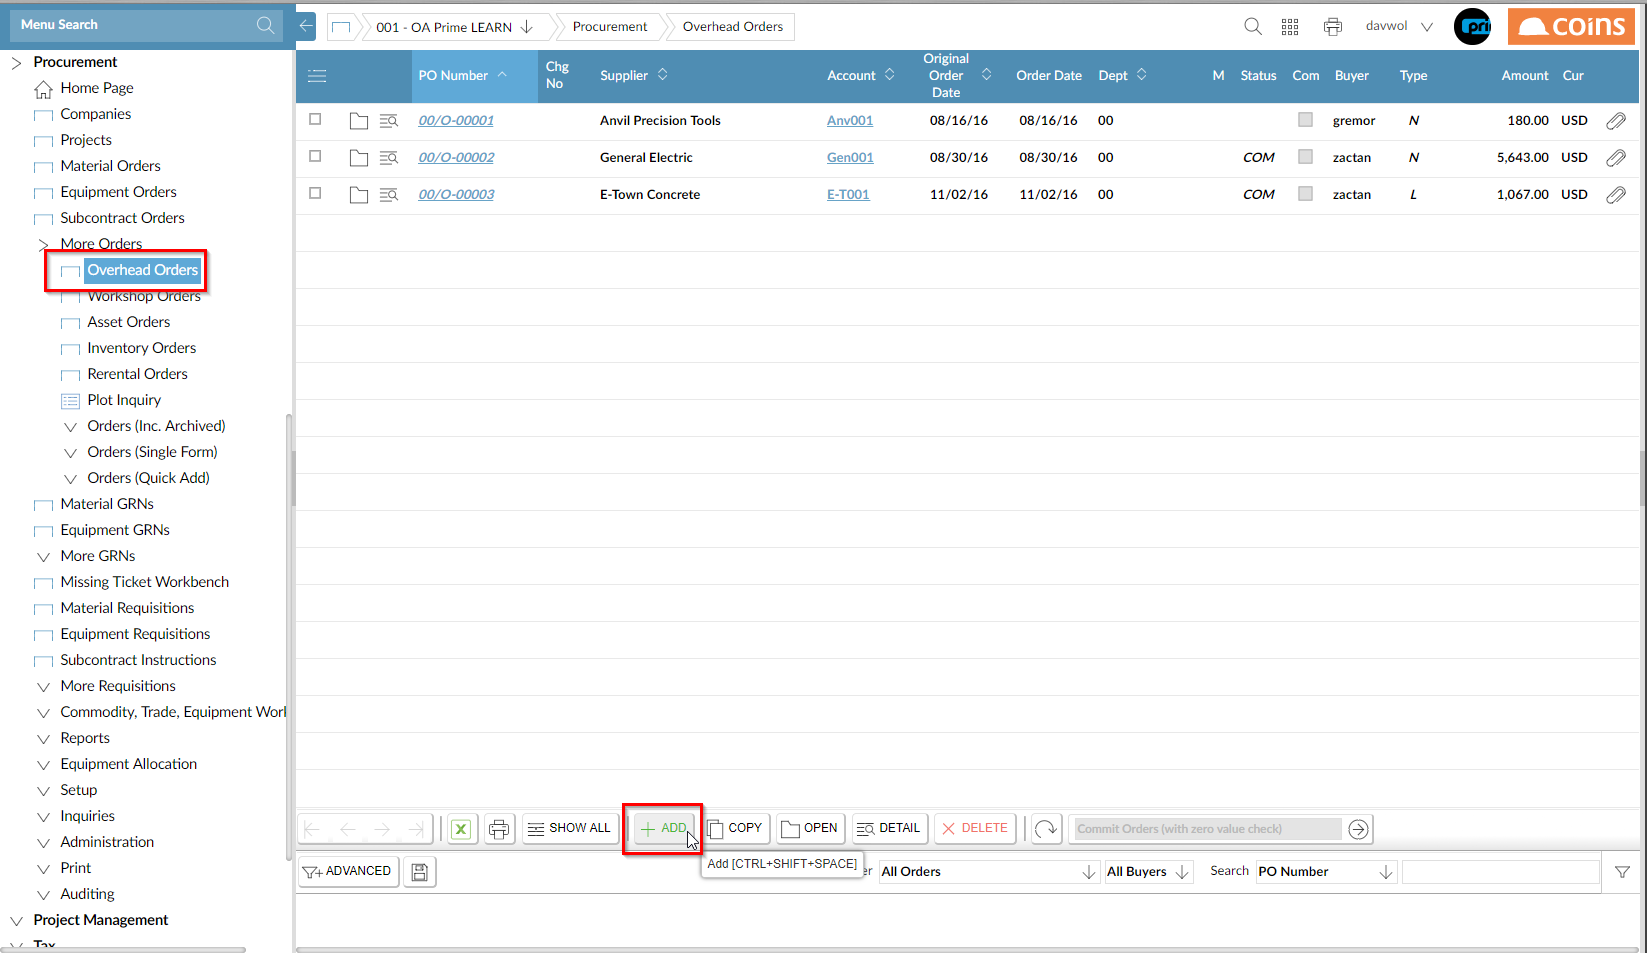 Menu Search
001 - OA Prime LEARN
Procurement
Overhead Orders
davwol
pri
coins
Procurement
Home Page
Companies
Projects
Material Orders
Equipment Orders
Subcontract Orders
More Orders
Overhead Orders
Workshop Orders
Asset Orders
Inventory Orders
Rerental Orders
Plot Inquiry
Orders (Inc. Archived)
Orders (Single Form)
Orders (Quick Add)
Material GRNs
Equipment GRNs
More GRNs
Missing Ticket Workbench
Material Requisitions
Equipment Requisitions
Subcontract Instructions
More Requisitions
Commodity, Trade, Equipment Work
Reports
Equipment Allocation
Setup
Inquiries
Administration
Print
Auditing
Project Management
Tax
PO Number Chg No Supplier Account Original Order Date Order Date Dept M Status Com Buyer Type Amount Cur
00/O-00001 Anvil Precision Tools Anv001 08/16/16 08/16/16 00 gremor N 180.00 USD
00/O-00002 General Electric Gen001 08/30/16 08/30/16 00 COM zactan N 5,643.00 USD
00/O-00003 E-Town Concrete E-T001 11/02/16 11/02/16 00 COM zactan L 1,067.00 USD
SHOW ALL ADD COPY OPEN DETAIL DELETE Commit Orders (with zero value check)
Add [CTRL+SHIFT+SPACE]
ADVANCED er All Orders All Buyers Search PO Number